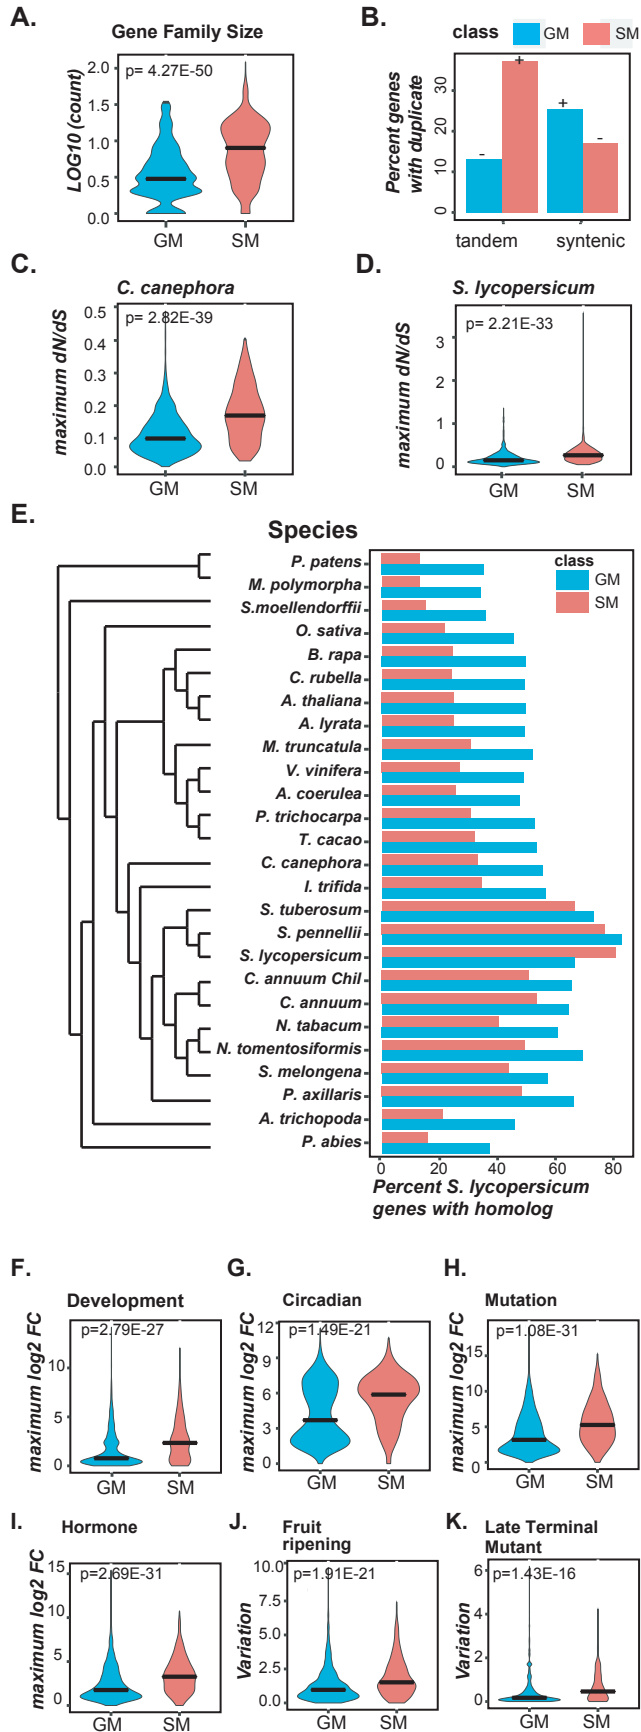 A.
Gene Family Size
p= 4.27E-50
LOG10 (count)
2.0
1.5
1.0
0.5
0.0
GM
SM
B.
class
GM
SM
Percent genes
with duplicate
30
20
10
0
-
+
+
-
tandem
syntenic
C.
C. canephora
p= 2.82E-39
maximum dN/dS
0.5
0.4
0.3
0.2
0.1
0.0
GM
SM
D.
S. lycopersicum
p= 2.21E-33
maximum dN/dS
3
2
1
0
GM
SM
E.
Species
class
GM
SM
P. patens
M. polymorpha
S.moellendorffii
O. sativa
B. rapa
C. rubella
A. thaliana
A. lyrata
M. truncatula
V. vinifera
A. coerulea
P. trichocarpa
T. cacao
C. canephora
I. trifida
S. tuberosum
S. pennellii
S. lycopersicum
C. annuum Chil
C. annuum
N. tabacum
N. tomentosiformis
S. melongena
P. axillaris
A. trichopoda
P. abies
0
20
40
60
80
Percent S. lycopersicum
genes with homolog
F.
Development
p=2.79E-27
maximum log2 FC
10
5
0
GM
SM
G.
Circadian
p=1.49E-21
maximum log2 FC
12
9
6
3
0
GM
SM
H.
Mutation
p=1.08E-31
maximum log2 FC
15
10
5
0
GM
SM
I.
Hormone
p=2.69E-31
maximum log2 FC
15
10
5
0
GM
SM
J.
Fruit
ripening
p=1.91E-21
Variation
10.0
7.5
5.0
2.5
0.0
GM
SM
K.
Late Terminal
Mutant
p=1.43E-16
Variation
6
4
2
0
GM
SM